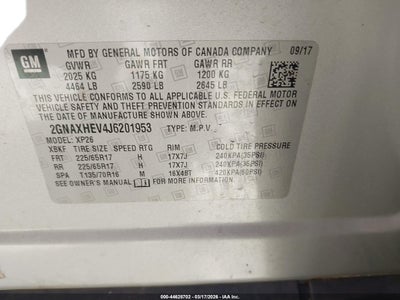 GM
BY GENERAL MOTORS OF CANADA COMPANY 09/17
GVWR GAWR FRT GAWR RR
2025 KG 1175 KG 1200 KG
4464 LB 2590 LB 2645 LB
THIS VEHICLE CONFORMS TO ALL APPLICABLE U.S. FEDERAL MOTOR
VEHICLE SAFETY, BUMPER, AND THEFT PREVENTION STANDARDS IN
EFFECT ON THE DATE OF MANUFACTURE SHOWN ABOVE.
2GNAXHEV4J6201953 TYPE: M.P.V.
MODEL: XP26
XBKF TIRE SIZE SPEED RTG RIM COLD TIRE PRESSURE
FRT 225/65R17 H 17X7J 240KPA(35PSI)
RR 225/65R17 H 17X7J 240KPA(35PSI)
SPA T135/70R16 M 16X4BT 420KPA(60PSI)
SEE OWNER'S MANUAL FOR MORE INFORMATION.
000-44628702 - 03/17/2026 - IAAI.com